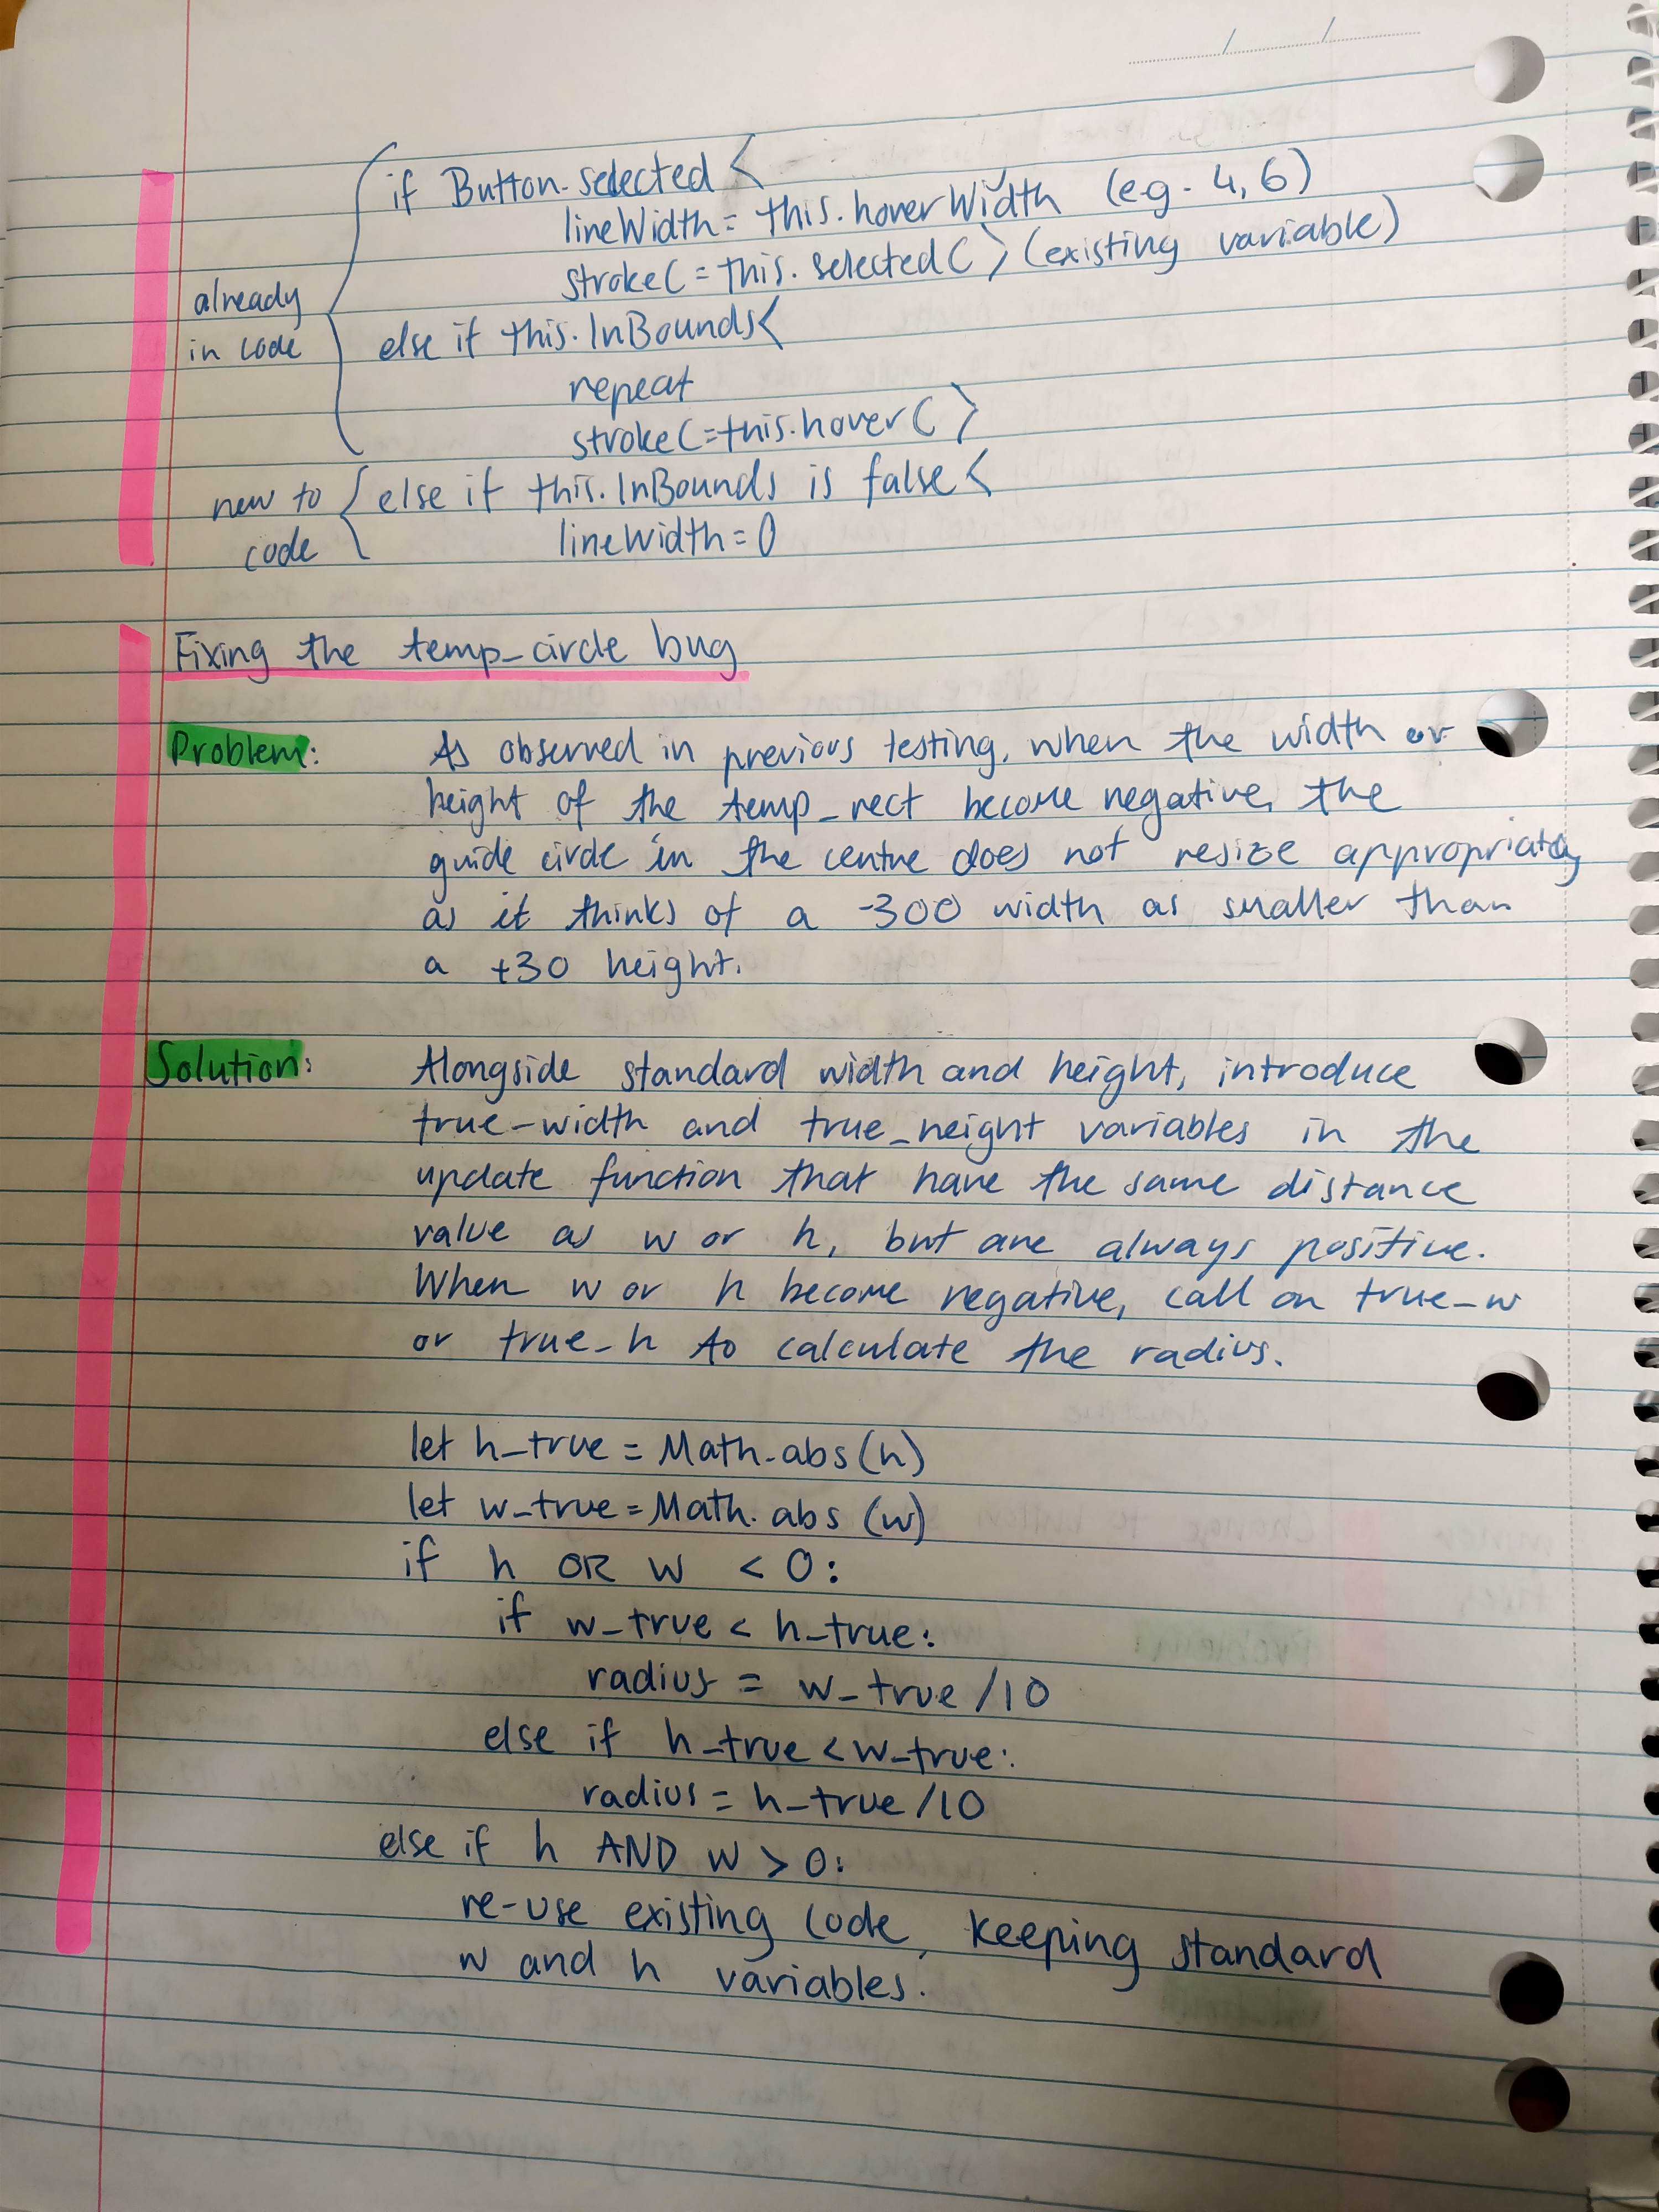 if Button.selected <
lineWidth = this.hoverWidth (eg. 4, 6)
strokeC = this.selectedC > (existing variable)
already
in code
else if this.InBounds <
repeat
strokeC = this.hoverC >
new to
code
else if this.InBounds is false <
lineWidth = 0
Fixing the temp_circle bug
Problem: As observed in previous testing, when the width or
height of the temp_rect become negative, the
guide circle in the centre does not resize appropriately
as it thinks of a -300 width as smaller than
a +30 height.
Solution: Alongside standard width and height, introduce
true-width and true_height variables in the
update function that have the same distance
value as w or h, but are always positive.
When w or h become negative, call on true_w
or true_h to calculate the radius.
let h_true = Math.abs(h)
let w_true = Math.abs (w)
if h OR w < 0:
if w_true < h_true:
radius = w_true /10
else if h_true < w_true:
radius = h_true /10
else if h AND w > 0:
re-use existing code, keeping standard
w and h variables.